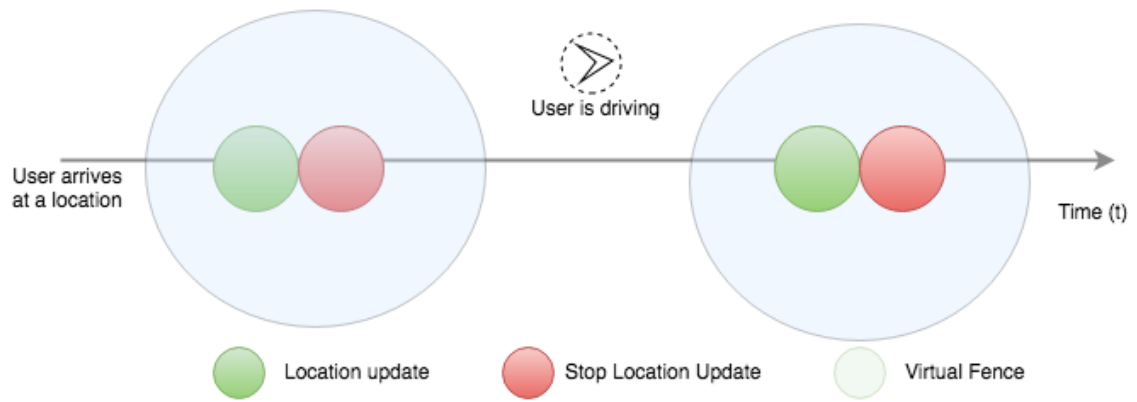 User is driving
User arrives
at a location
Time (t)
Location update
Stop Location Update
Virtual Fence